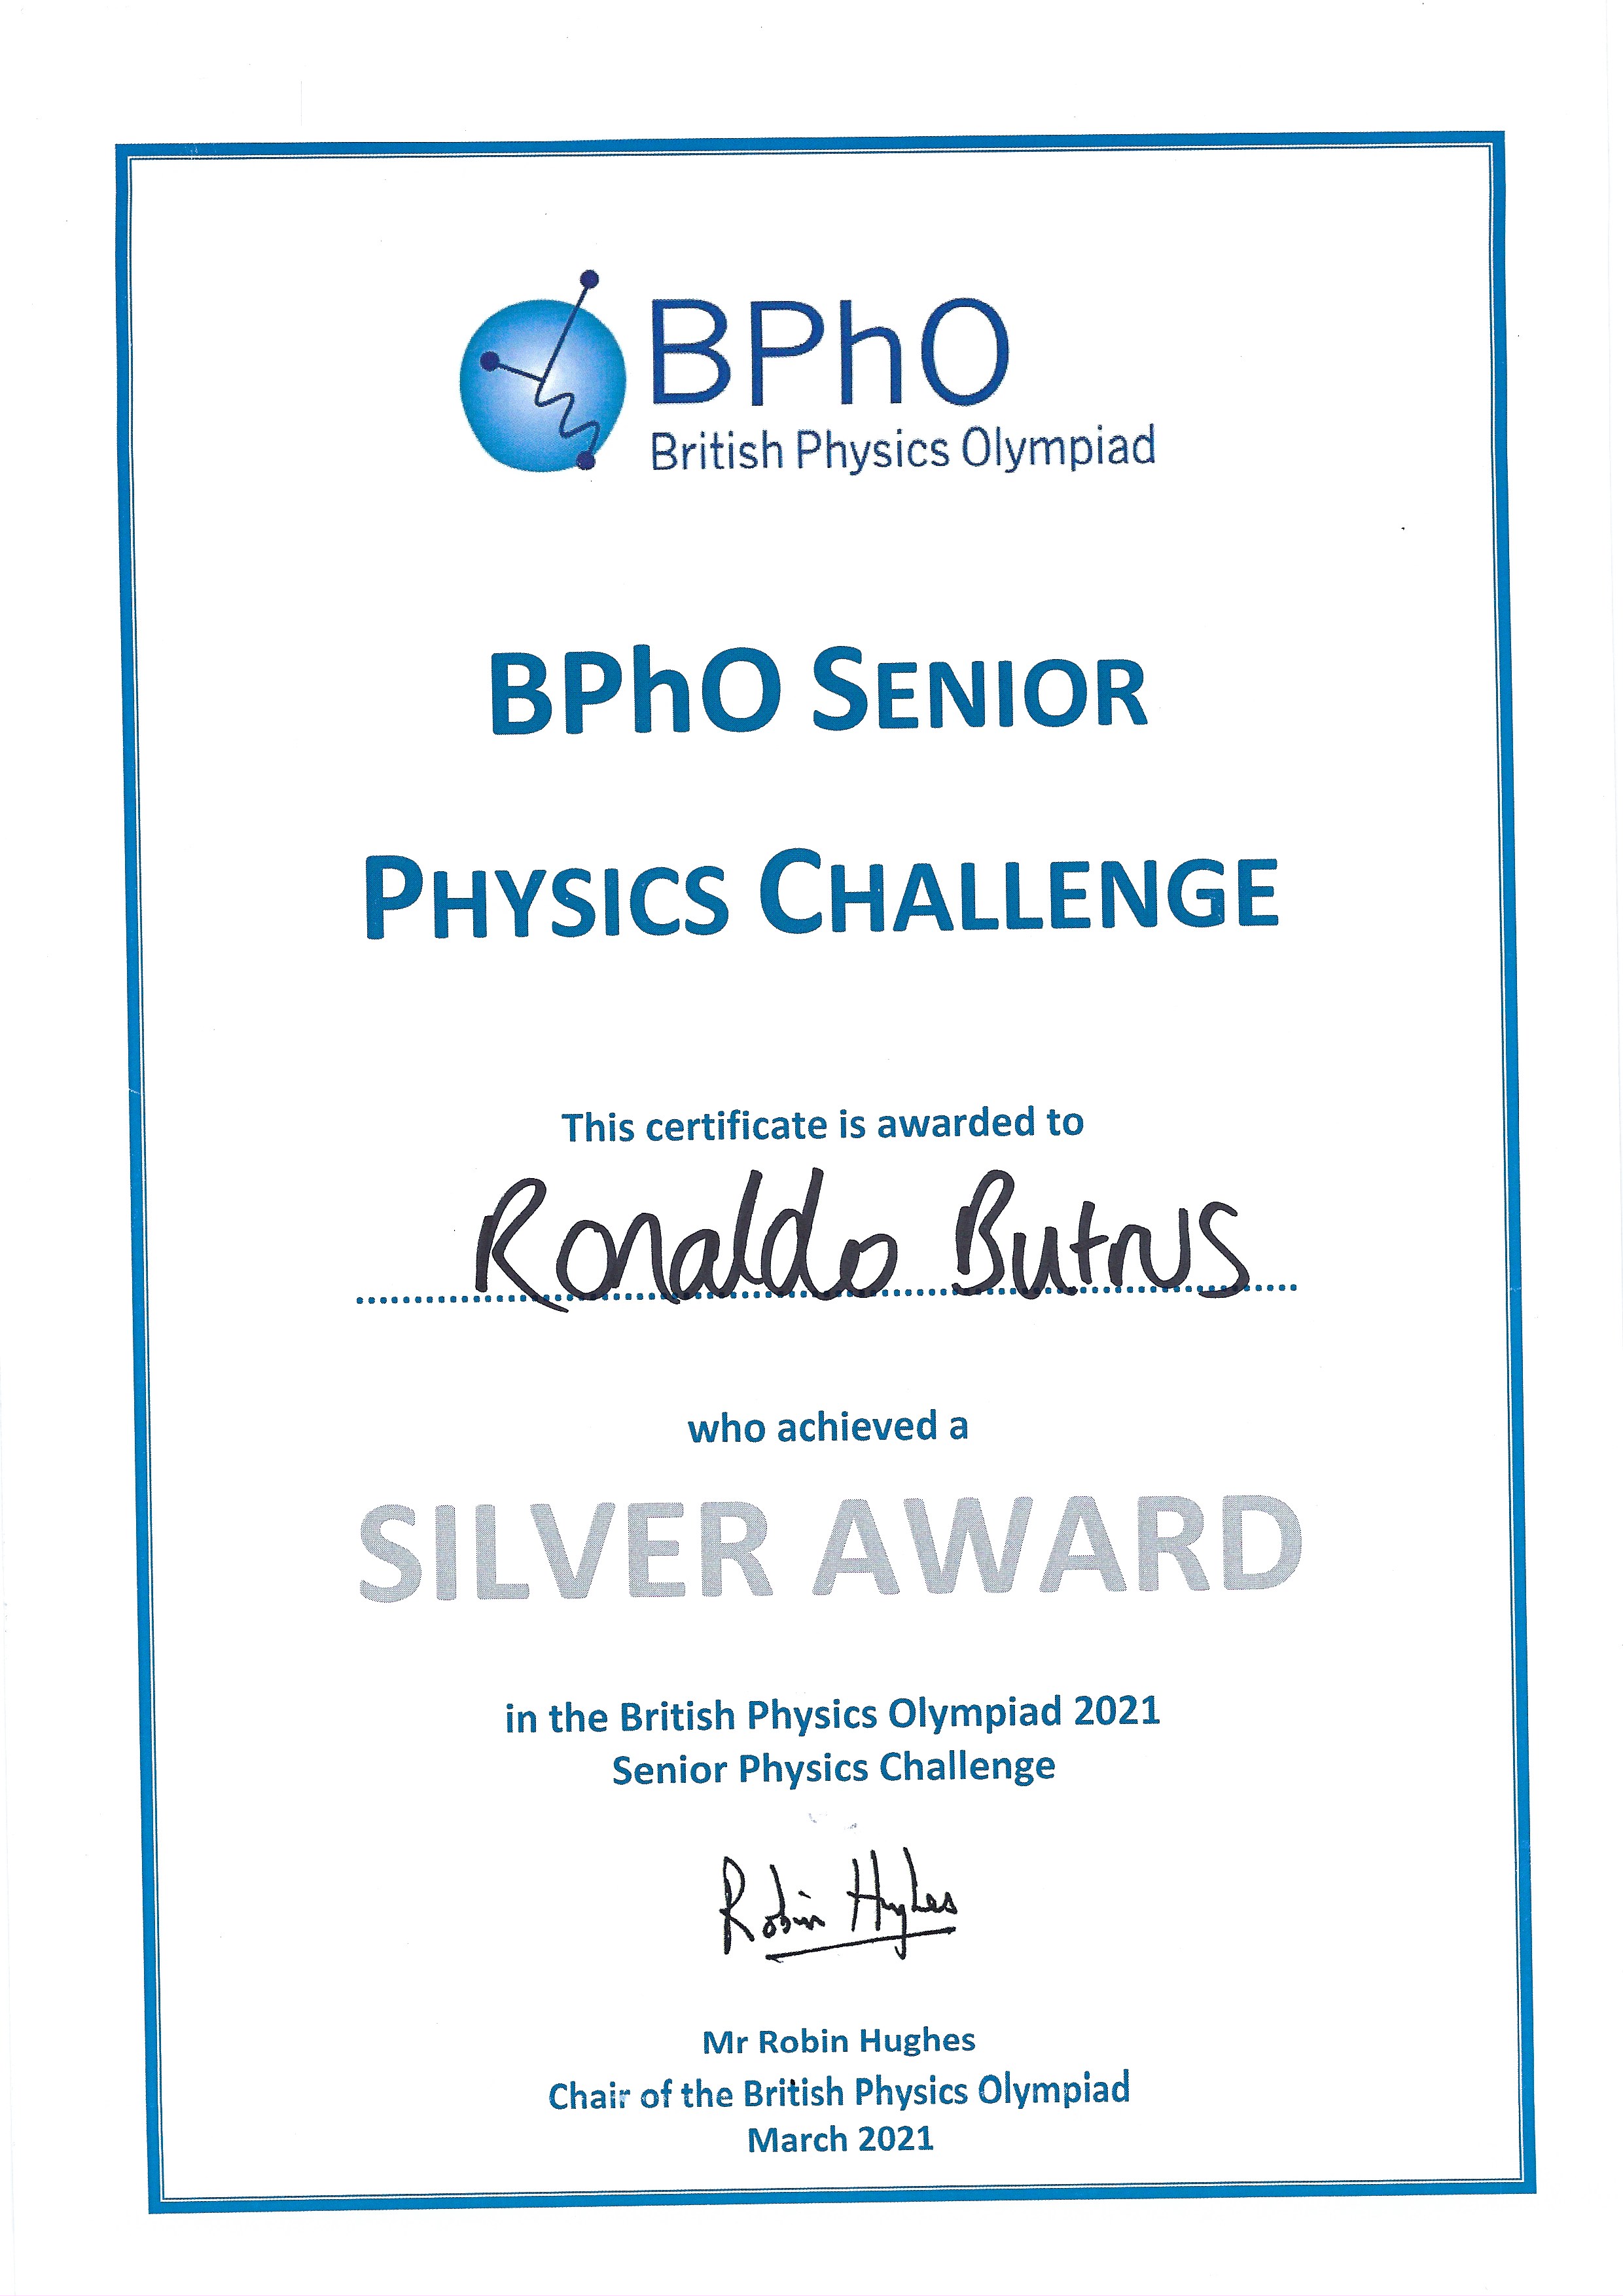 BPhO
British Physics Olympiad
BPhO SENIOR
PHYSICS CHALLENGE
This certificate is awarded to
Ronaldo Butrus
who achieved a
SILVER AWARD
in the British Physics Olympiad 2021
Senior Physics Challenge
Robin Hughes
Mr Robin Hughes
Chair of the British Physics Olympiad
March 2021